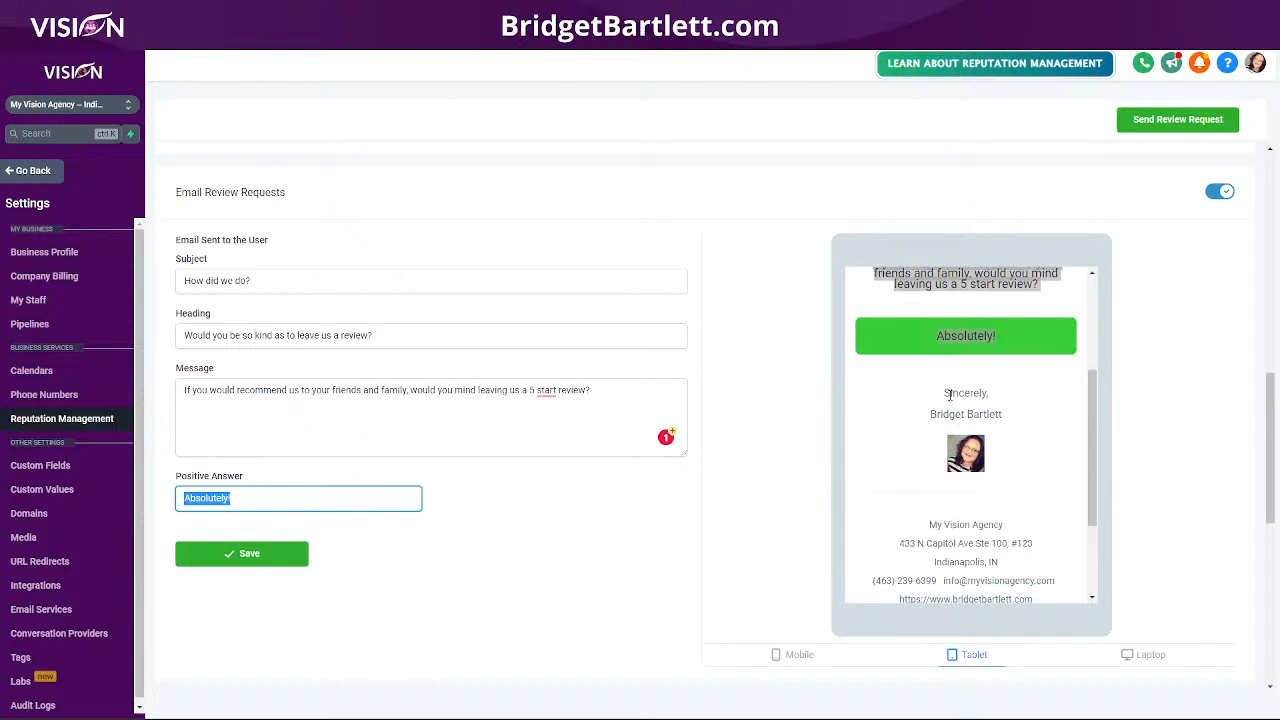 VISION
BridgetBartlett.com
VISION
LEARN ABOUT REPUTATION MANAGEMENT
?
My Vision Agency -- Indi...
Search
ctrl K
Send Review Request
Go Back
Settings
MY BUSINESS
Business Profile
Company Billing
My Staff
Pipelines
BUSINESS SERVICES
Calendars
Phone Numbers
Reputation Management
OTHER SETTINGS
Custom Fields
Custom Values
Domains
Media
URL Redirects
Integrations
Email Services
Conversation Providers
Tags
Labs new
Audit Logs
Email Review Requests
Email Sent to the User
Subject
How did we do?
Heading
Would you be so kind as to leave us a review?
Message
If you would recommend us to your friends and family, would you mind leaving us a 5 start review?
1
Positive Answer
Absolutely!
Save
friends and family, would you mind
leaving us a 5 start review?
Absolutely!
Sincerely,
Bridget Bartlett
My Vision Agency
433 N Capitol Ave Ste 100, #123
Indianapolis, IN
(463) 239-6399 info@myvisionagency.com
https://www.bridgetbartlett.com
Mobile
Tablet
Laptop